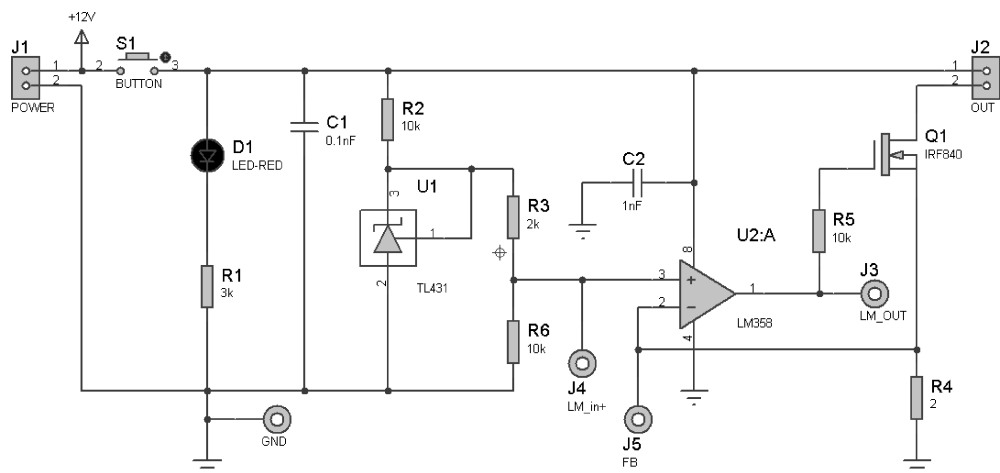 +12V
J1
1
2
POWER
S1
2
3
BUTTON
J2
1
2
OUT
R2
10k
C1
0.1nF
D1
LED-RED
U1
3
1
2
TL431
R3
2k
C2
1nF
Q1
IRF840
R5
10k
U2:A
8
3
+
2
−
1
4
LM358
J3
LM_OUT
R1
3k
R6
10k
J4
LM_in+
J5
FB
R4
2
GND